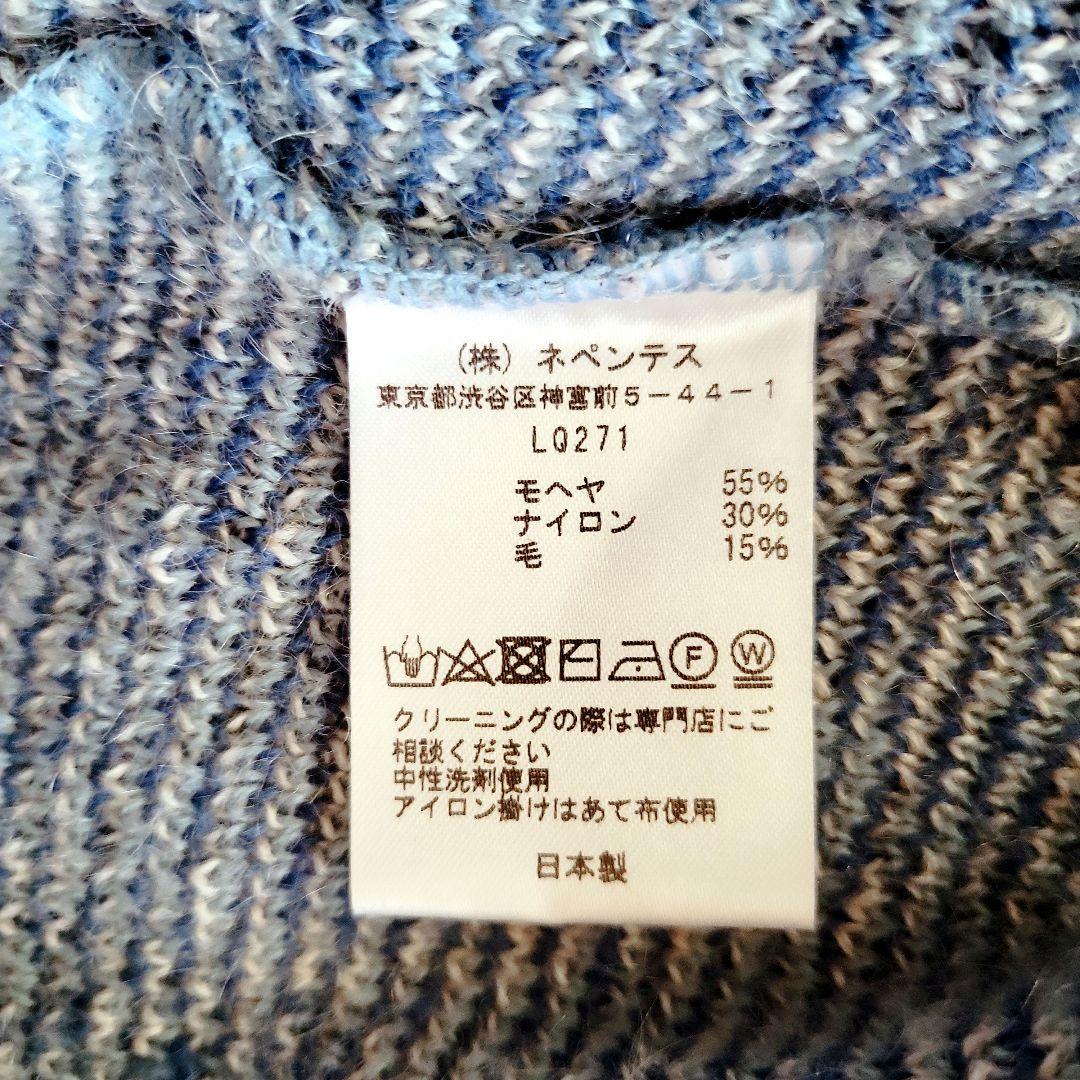 (株) ネペンテス
東京都渋谷区神宮前5-44-1
LQ271
モヘヤ 55%
ナイロン 30%
毛 15%
F W
クリーニングの際は専門店にご
相談ください
中性洗剤使用
アイロン掛けはあて布使用
日本製